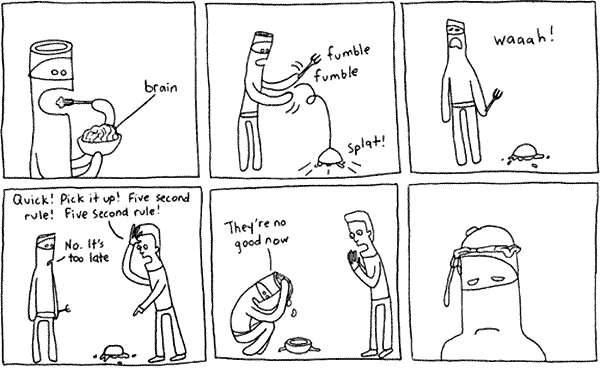 brain
fumble
fumble
splat!
waaah!
Quick! Pick it up! Five second
rule! Five second rule!
No. It's
too late
They're no
good now